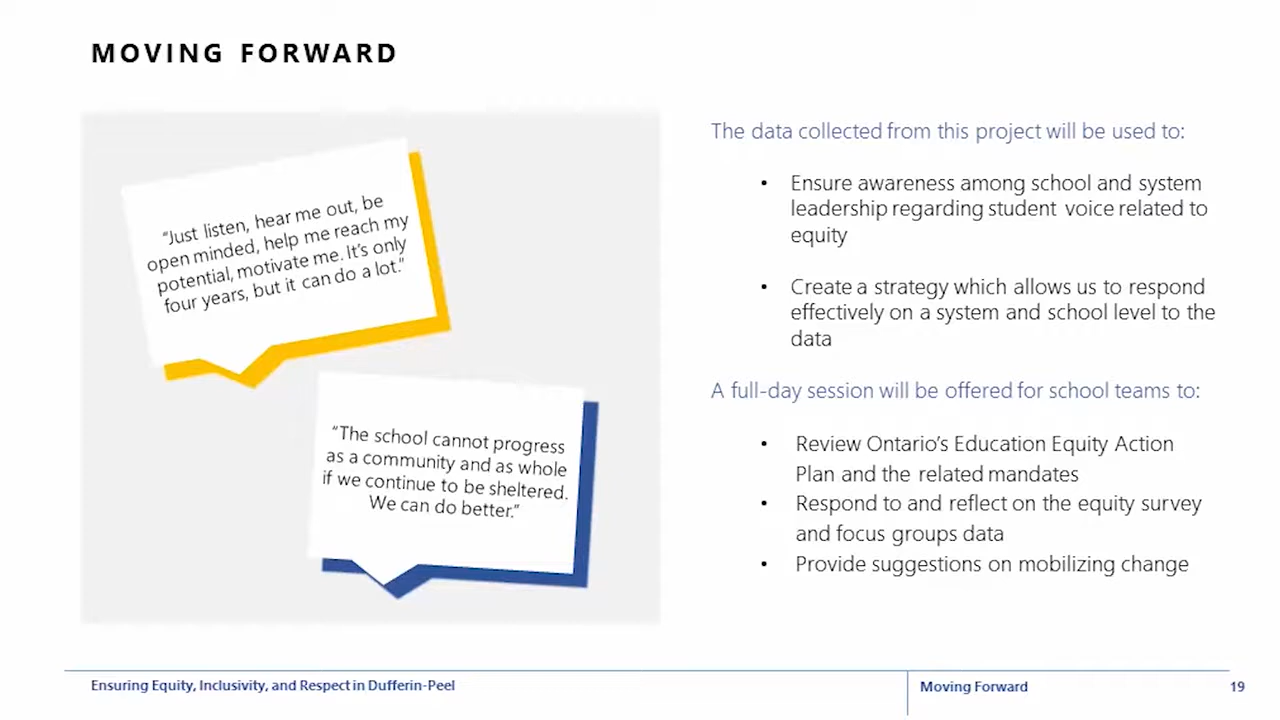 MOVING FORWARD
“Just listen, hear me out, be
open minded, help me reach my
potential, motivate me. It’s only
four years, but it can do a lot.”
“The school cannot progress
as a community and as whole
if we continue to be sheltered.
We can do better.”
The data collected from this project will be used to:
• Ensure awareness among school and system
leadership regarding student voice related to
equity
• Create a strategy which allows us to respond
effectively on a system and school level to the
data
A full-day session will be offered for school teams to:
• Review Ontario’s Education Equity Action
Plan and the related mandates
• Respond to and reflect on the equity survey
and focus groups data
• Provide suggestions on mobilizing change
Ensuring Equity, Inclusivity, and Respect in Dufferin-Peel
Moving Forward
19